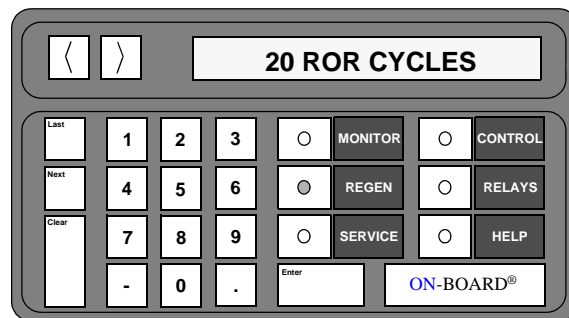 〈 〉 20 ROR CYCLES
Last 1 2 3 MONITOR CONTROL
Next 4 5 6 REGEN RELAYS
Clear 7 8 9 SERVICE HELP
- 0 . Enter ON-BOARD®